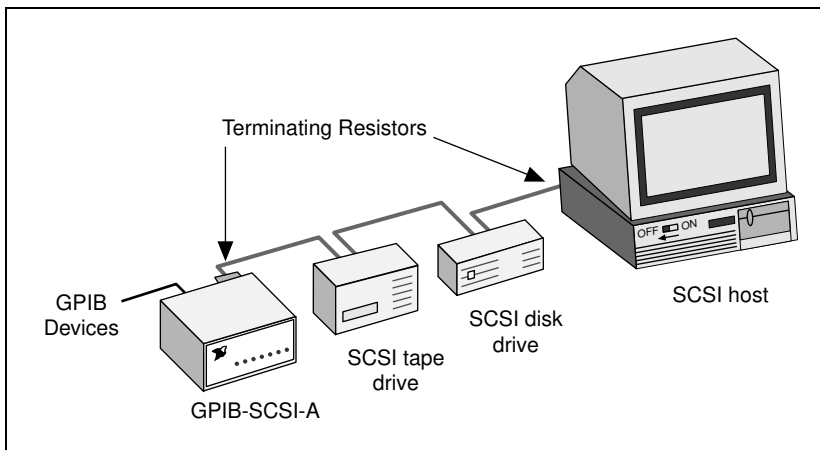 Terminating Resistors
OFF ON
SCSI host
GPIB
Devices
SCSI disk
drive
SCSI tape
drive
GPIB-SCSI-A